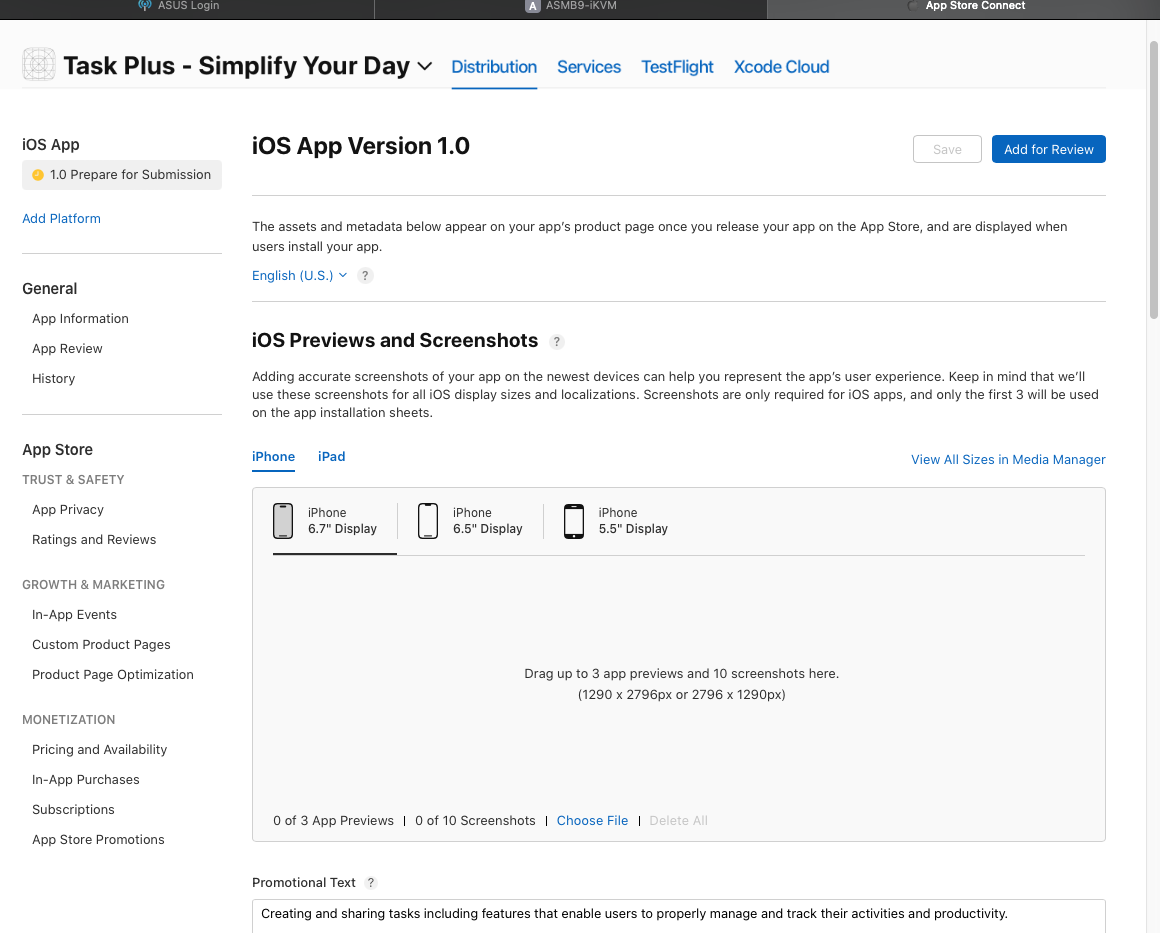 ASUS Login
A ASMB9-iKVM
App Store Connect
Task Plus - Simplify Your Day
Distribution
Services
TestFlight
Xcode Cloud
iOS App
1.0 Prepare for Submission
Add Platform
General
App Information
App Review
History
App Store
TRUST & SAFETY
App Privacy
Ratings and Reviews
GROWTH & MARKETING
In-App Events
Custom Product Pages
Product Page Optimization
MONETIZATION
Pricing and Availability
In-App Purchases
Subscriptions
App Store Promotions
iOS App Version 1.0
Save
Add for Review
The assets and metadata below appear on your app’s product page once you release your app on the App Store, and are displayed when
users install your app.
English (U.S.) ?
iOS Previews and Screenshots ?
Adding accurate screenshots of your app on the newest devices can help you represent the app’s user experience. Keep in mind that we’ll
use these screenshots for all iOS display sizes and localizations. Screenshots are only required for iOS apps, and only the first 3 will be used
on the app installation sheets.
iPhone
iPad
View All Sizes in Media Manager
iPhone
6.7" Display
iPhone
6.5" Display
iPhone
5.5" Display
Drag up to 3 app previews and 10 screenshots here.
(1290 x 2796px or 2796 x 1290px)
0 of 3 App Previews | 0 of 10 Screenshots | Choose File | Delete All
Promotional Text ?
Creating and sharing tasks including features that enable users to properly manage and track their activities and productivity.